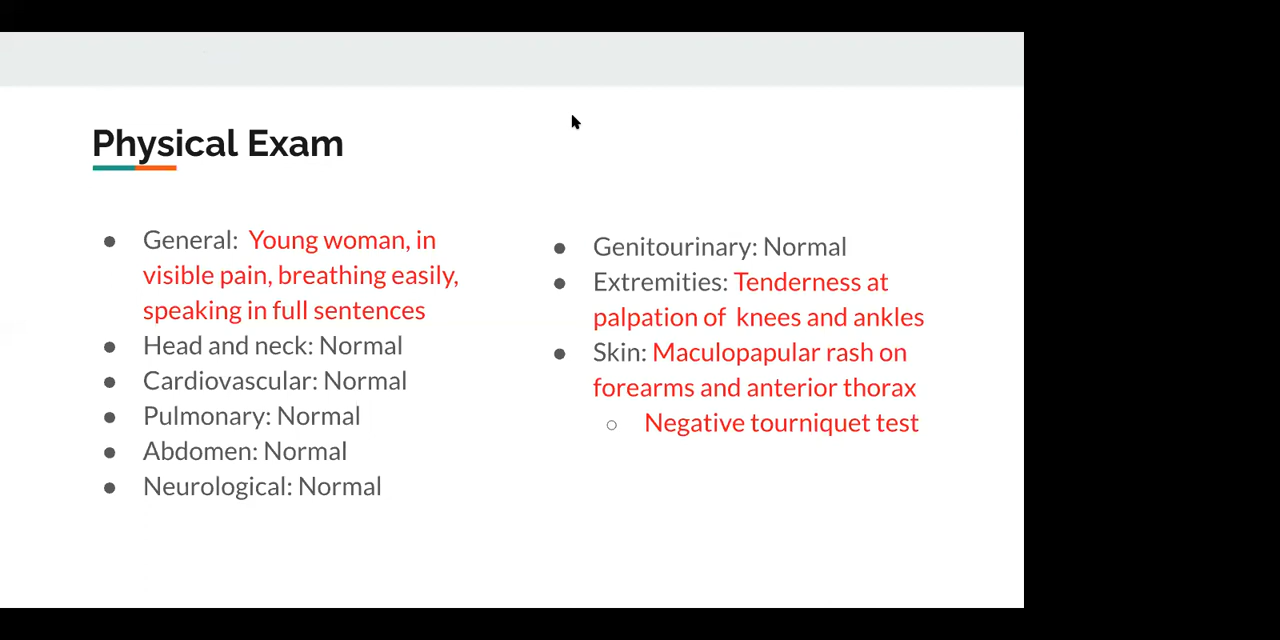 Physical Exam
● General: Young woman, in
visible pain, breathing easily,
speaking in full sentences
● Head and neck: Normal
● Cardiovascular: Normal
● Pulmonary: Normal
● Abdomen: Normal
● Neurological: Normal
● Genitourinary: Normal
● Extremities: Tenderness at
palpation of knees and ankles
● Skin: Maculopapular rash on
forearms and anterior thorax
○ Negative tourniquet test